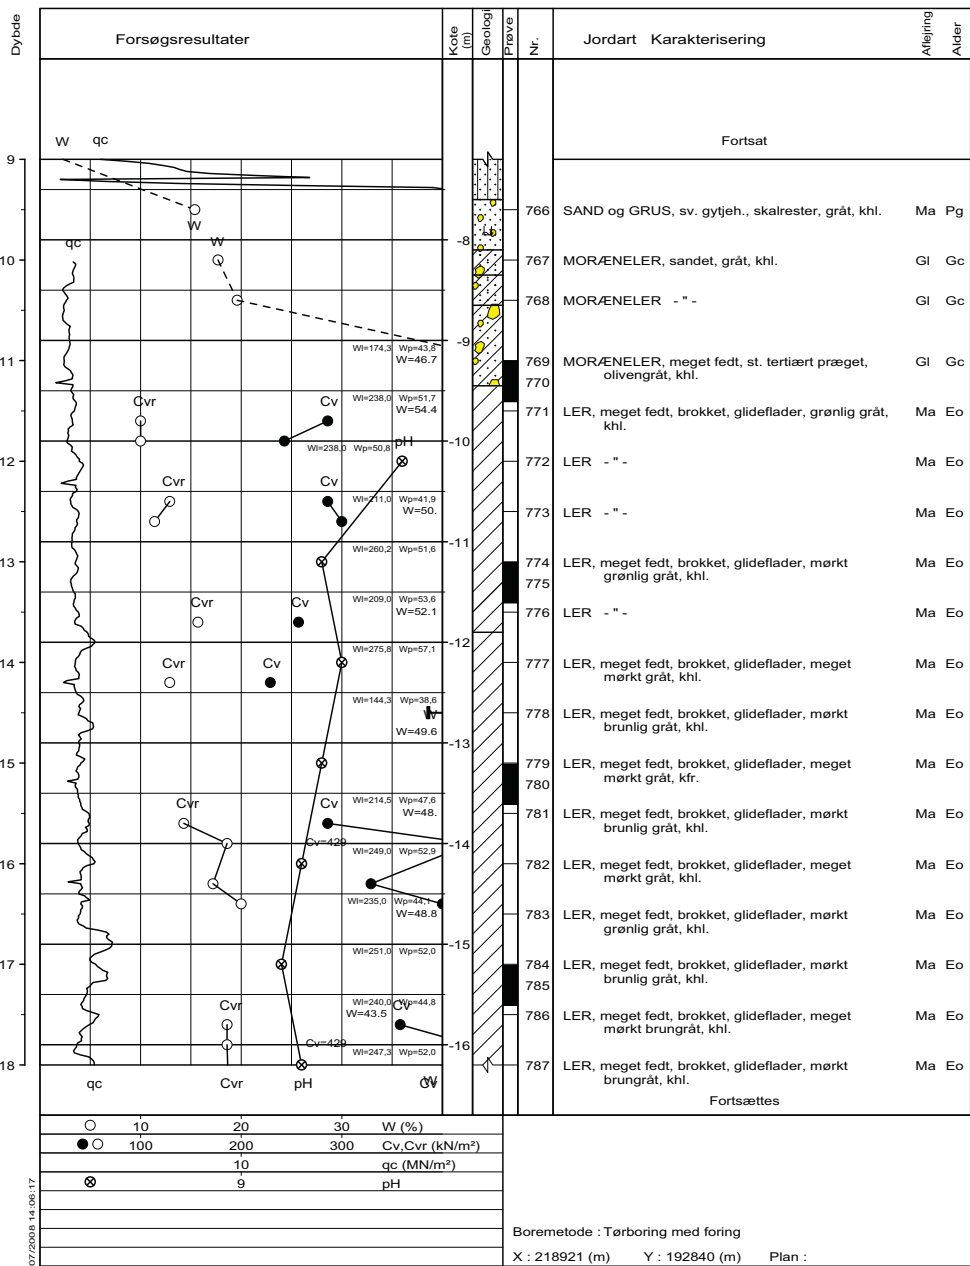 Dybde
Forsøgsresultater
Kote (m)
Geologi
Prøve
Nr.
Jordart Karakterisering
Aflejring
Alder
Fortsat
W qc
9
766 SAND og GRUS, sv. gytjeh., skalrester, gråt, khl. Ma Pg
W
W
qc
-8
10
767 MORÆNELER, sandet, gråt, khl. Gl Gc
768 MORÆNELER - " - Gl Gc
-9
Wl=174,3 Wp=43,8
W=46.7
11
769 MORÆNELER, meget fedt, st. tertiært præget, Gl Gc
770 olivengråt, khl.
Wl=238,0 Wp=51,7
Cvr Cv
W=54.4
771 LER, meget fedt, brokket, glideflader, grønlig gråt, Ma Eo
khl.
-10
pH
Wl=238,0 Wp=50,8
12
772 LER - " - Ma Eo
Cvr Cv
Wl=211,0 Wp=41,9
W=50.
773 LER - " - Ma Eo
-11
Wl=260,2 Wp=51,6
13
774 LER, meget fedt, brokket, glideflader, mørkt Ma Eo
775 grønlig gråt, khl.
Wl=209,0 Wp=53,6
Cvr Cv
W=52.1
776 LER - " - Ma Eo
-12
Wl=275,8 Wp=57,1
14
Cvr Cv
777 LER, meget fedt, brokket, glideflader, meget Ma Eo
mørkt gråt, khl.
Wl=144,3 Wp=38,6
W
W=49.6
778 LER, meget fedt, brokket, glideflader, mørkt Ma Eo
brunlig gråt, khl.
-13
15
779 LER, meget fedt, brokket, glideflader, meget Ma Eo
780 mørkt gråt, kfr.
Wl=214,5 Wp=47,6
Cvr Cv
W=48.
781 LER, meget fedt, brokket, glideflader, mørkt Ma Eo
brunlig gråt, khl.
Cv=429
-14
Wl=249,0 Wp=52,9
16
782 LER, meget fedt, brokket, glideflader, meget Ma Eo
mørkt gråt, khl.
Wl=235,0 Wp=44,1
W=48.8
783 LER, meget fedt, brokket, glideflader, mørkt Ma Eo
grønlig gråt, khl.
-15
Wl=251,0 Wp=52,0
17
784 LER, meget fedt, brokket, glideflader, mørkt Ma Eo
785 brunlig gråt, khl.
Wl=240,0 Wp=44,8
Cvr Cv
W=43.5
786 LER, meget fedt, brokket, glideflader, meget Ma Eo
mørkt brungråt, khl.
Cv=429
-16
Wl=247,3 Wp=52,0
18
787 LER, meget fedt, brokket, glideflader, mørkt Ma Eo
brungråt, khl.
qc Cvr pH Cv W
Fortsættes
10 20 30 W (%)
100 200 300 Cv,Cvr (kN/m²)
10 qc (MN/m²)
9 pH
07/2008 14:06:17
Boremetode : Tørboring med foring
X : 218921 (m) Y : 192840 (m) Plan :